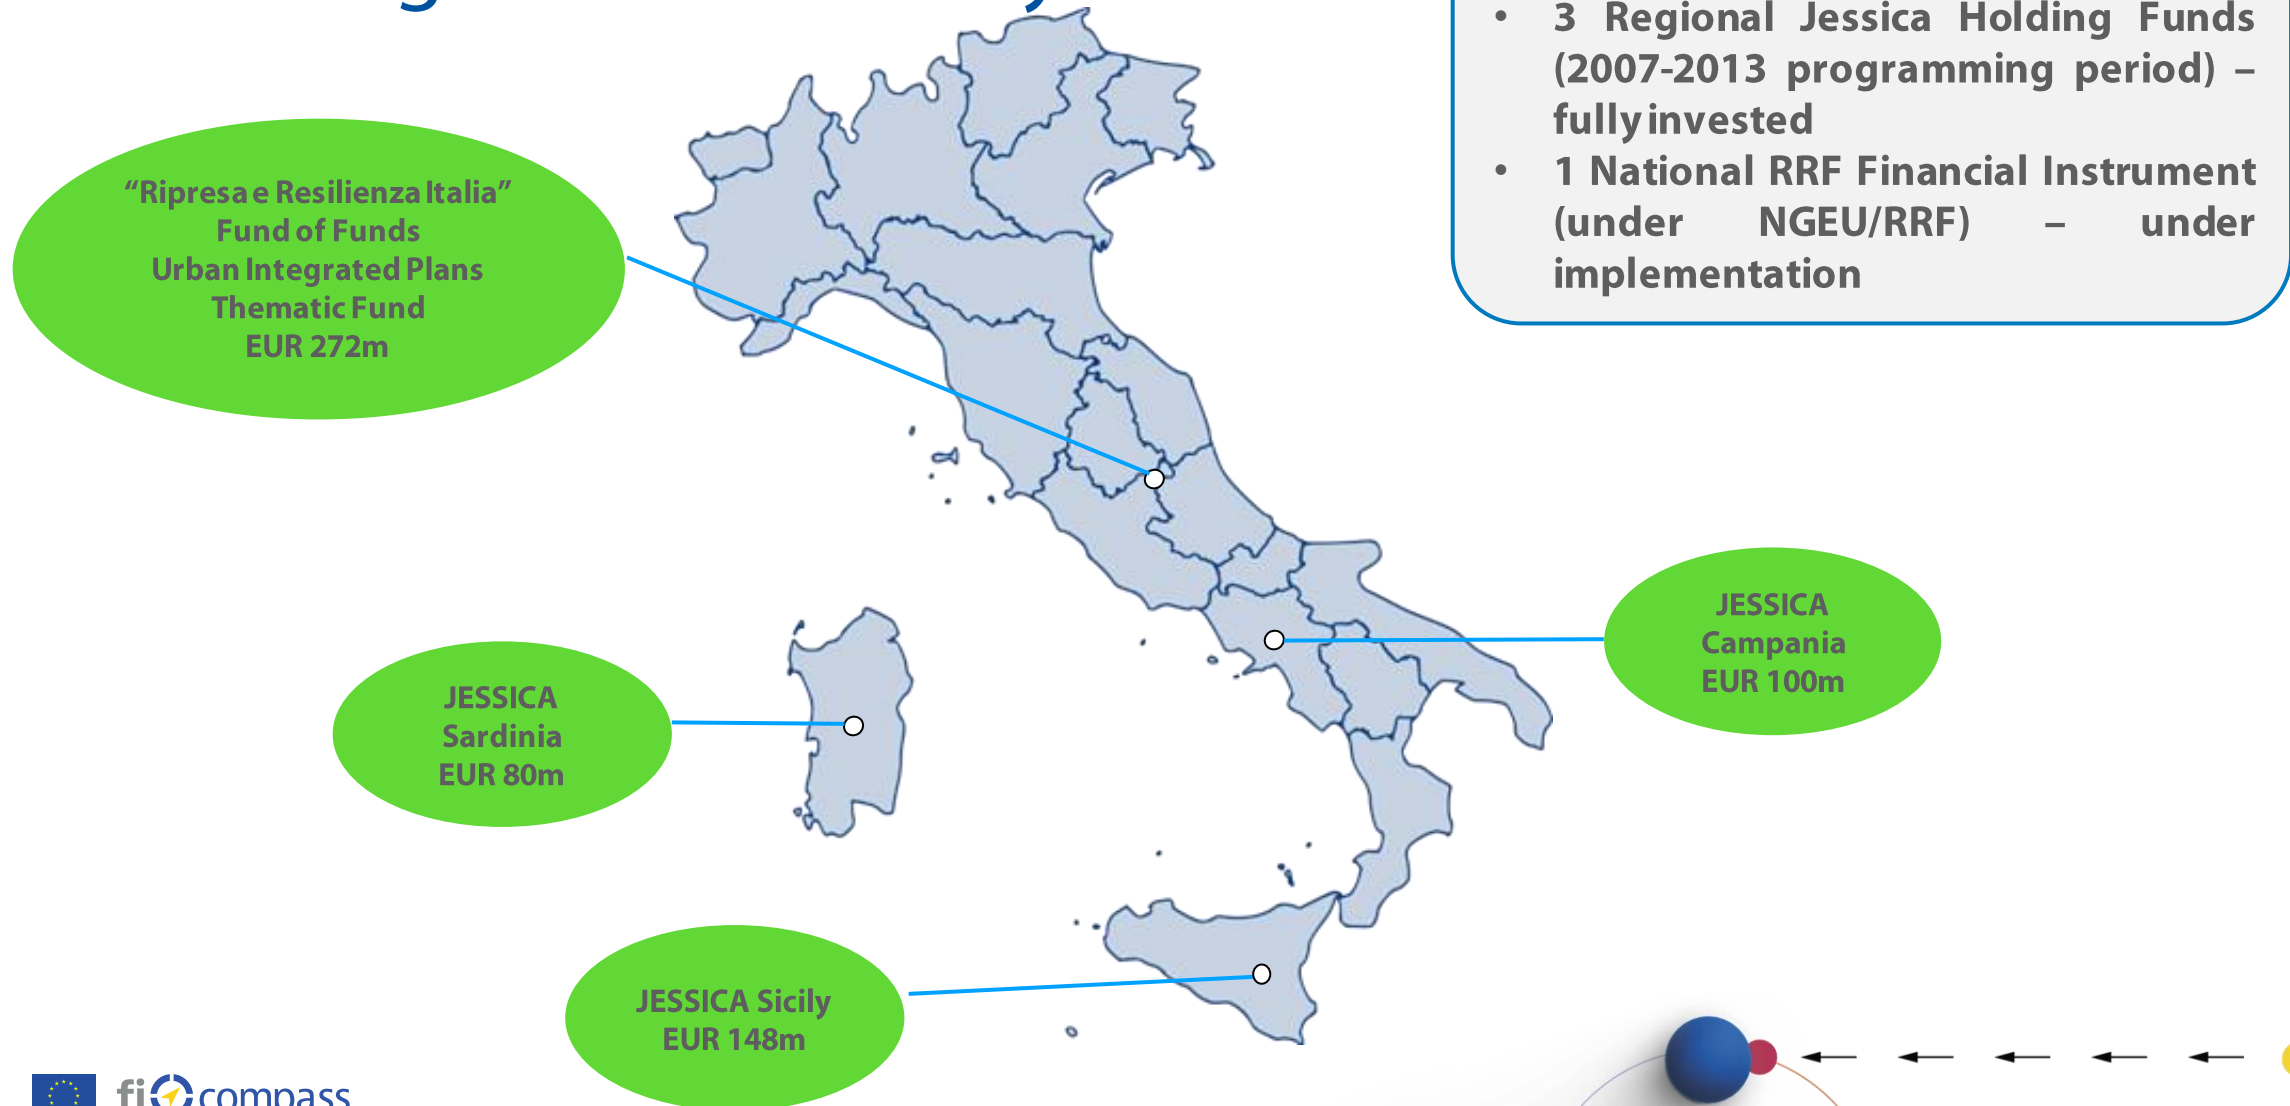 3 Regional Jessica Holding Funds
(2007-2013 programming period) –
fully invested
1 National RRF Financial Instrument
(under NGEU/RRF) – under
implementation
“Ripresa e Resilienza Italia”
Fund of Funds
Urban Integrated Plans
Thematic Fund
EUR 272m
JESSICA
Campania
EUR 100m
JESSICA
Sardinia
EUR 80m
JESSICA Sicily
EUR 148m
fi compass